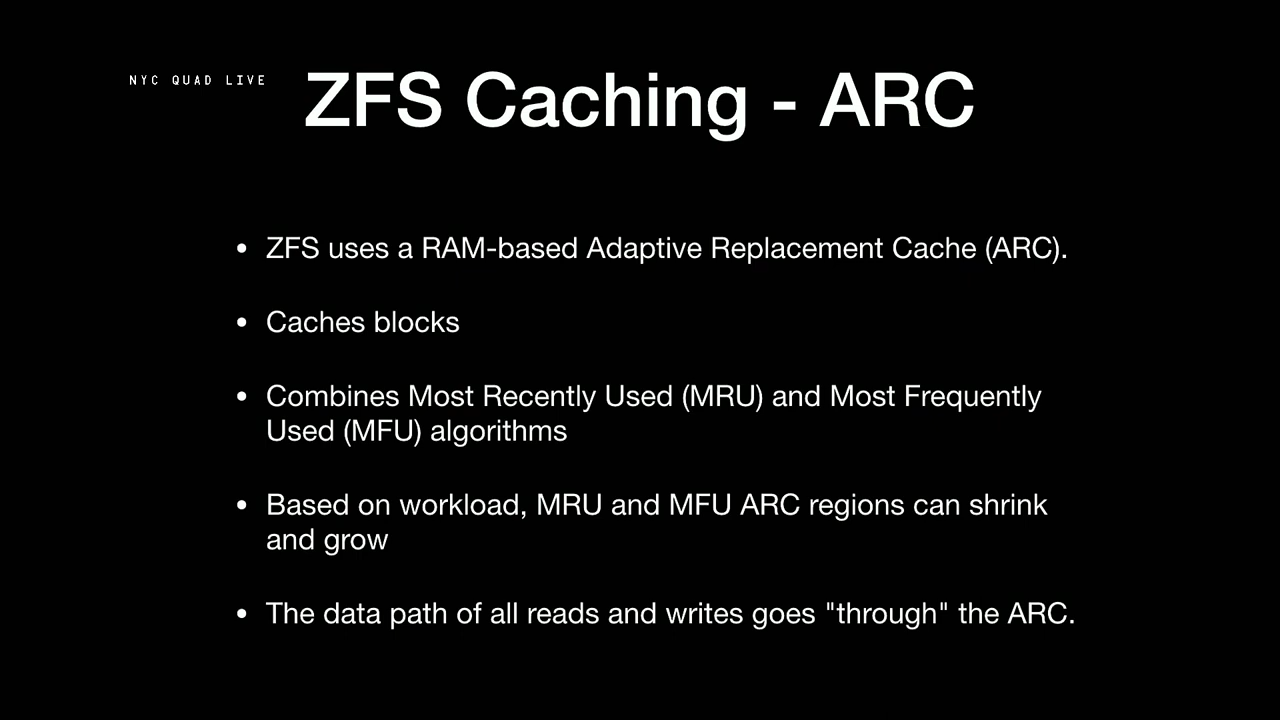 NYC QUAD LIVE
ZFS Caching - ARC
• ZFS uses a RAM-based Adaptive Replacement Cache (ARC).
• Caches blocks
• Combines Most Recently Used (MRU) and Most Frequently
Used (MFU) algorithms
• Based on workload, MRU and MFU ARC regions can shrink
and grow
• The data path of all reads and writes goes "through" the ARC.